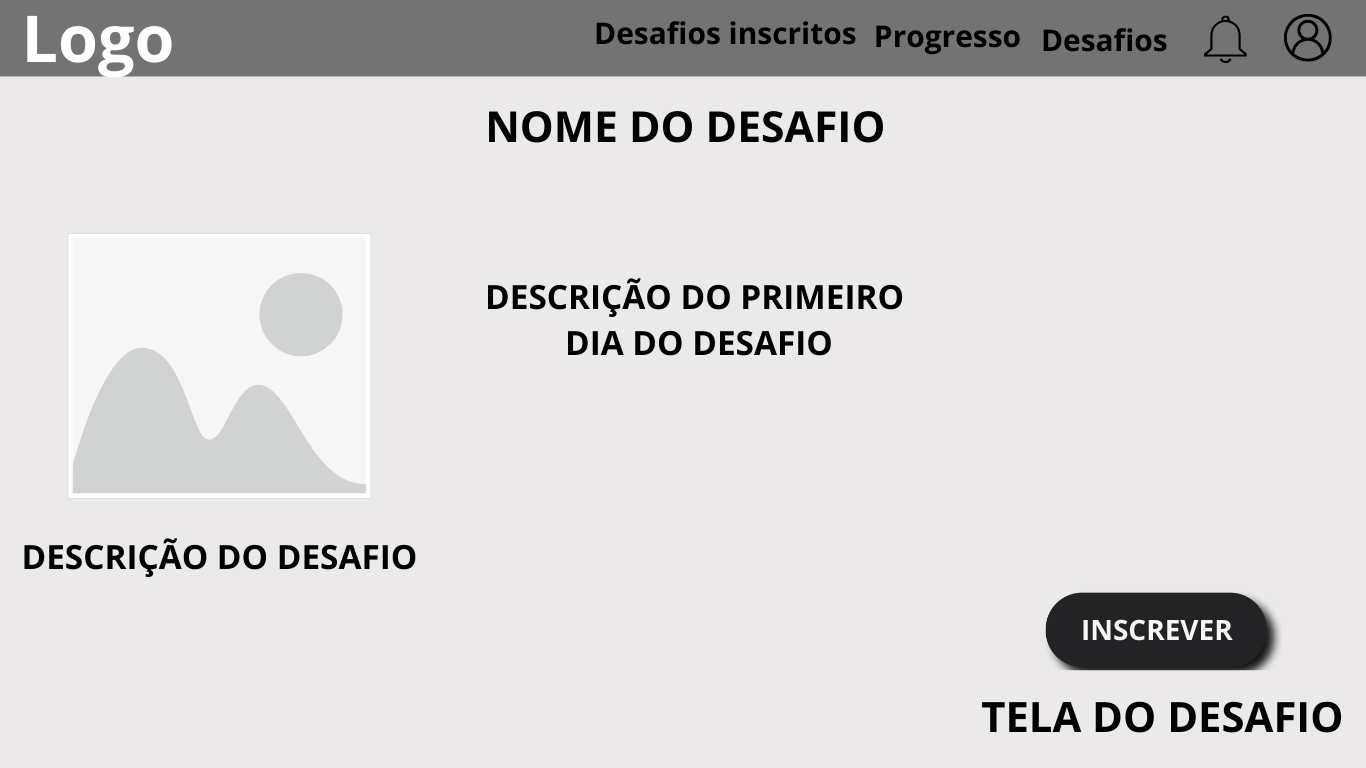 Logo
Desafios inscritos
Progresso
Desafios
NOME DO DESAFIO
DESCRIÇÃO DO PRIMEIRO
DIA DO DESAFIO
DESCRIÇÃO DO DESAFIO
INSCREVER
TELA DO DESAFIO